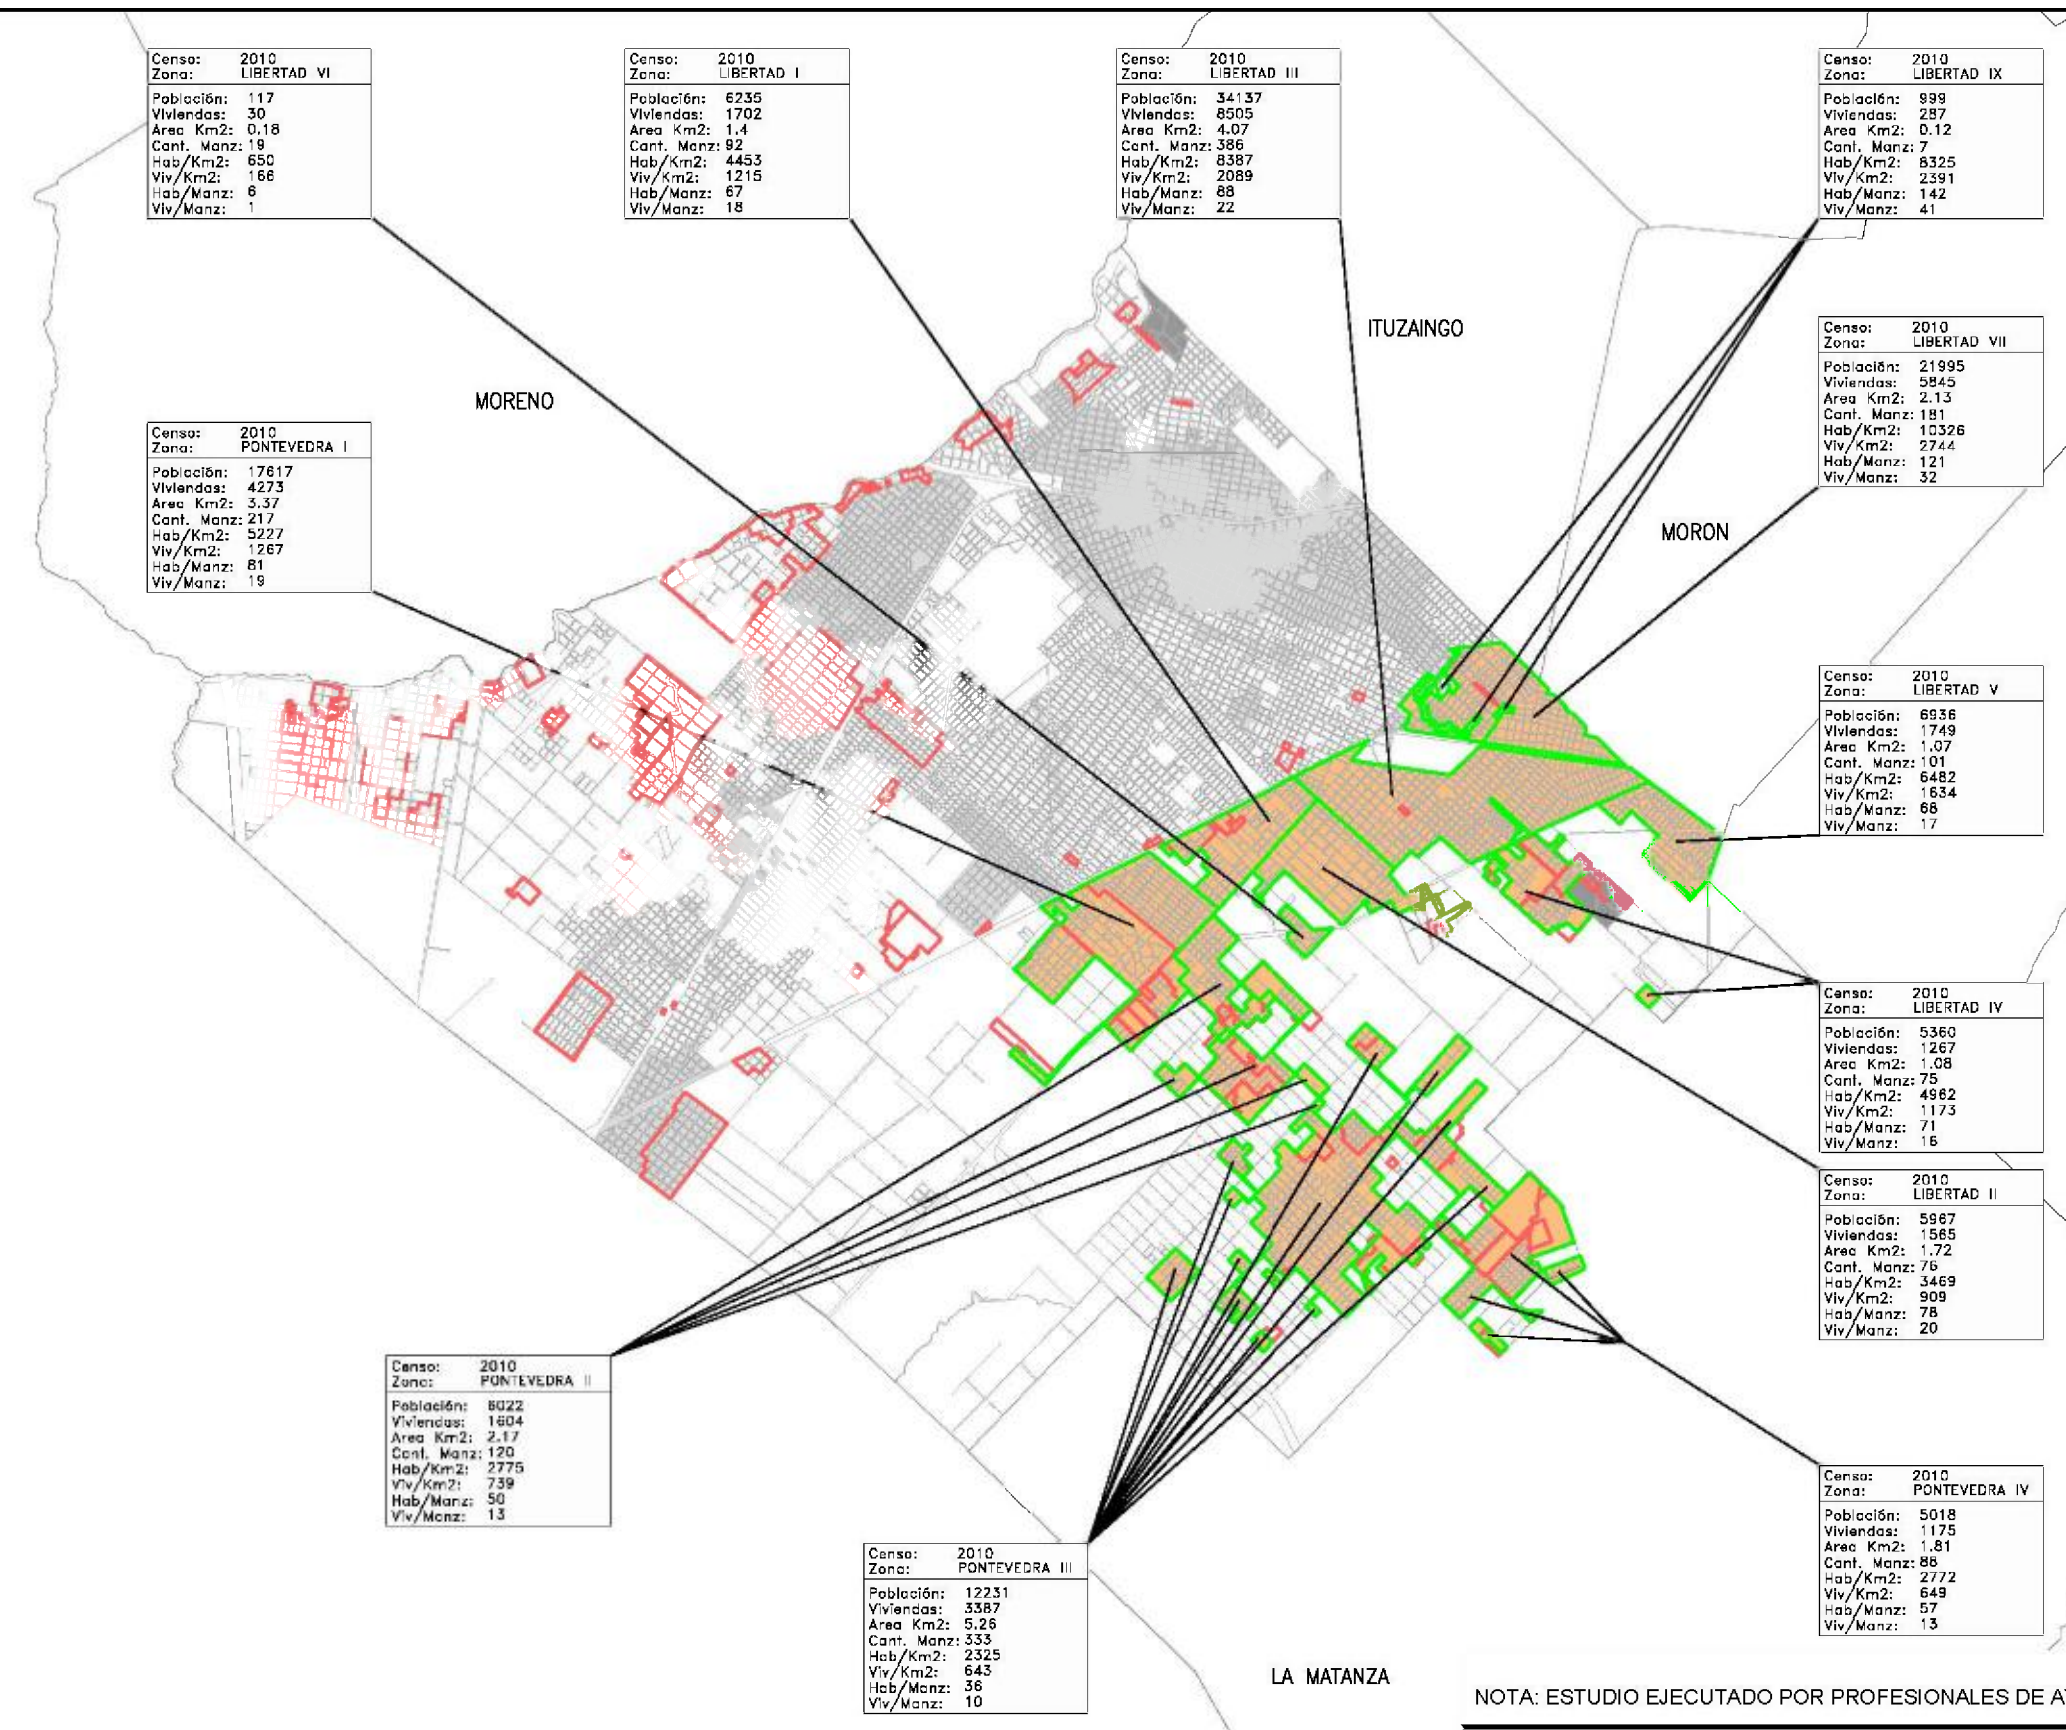 Censo: 2010
Zona: LIBERTAD VI
Población: 117
Viviendas: 30
Area Km2: 0.18
Cant. Manz: 19
Hab/Km2: 650
Viv/Km2: 166
Hab/Manz: 6
Viv/Manz: 1
Censo: 2010
Zona: LIBERTAD I
Población: 6235
Viviendas: 1702
Area Km2: 1.4
Cant. Manz: 92
Hab/Km2: 4453
Viv/Km2: 1215
Hab/Manz: 67
Viv/Manz: 18
Censo: 2010
Zona: LIBERTAD III
Población: 34137
Viviendas: 8505
Area Km2: 4.07
Cant. Manz: 386
Hab/Km2: 8387
Viv/Km2: 2089
Hab/Manz: 88
Viv/Manz: 22
Censo: 2010
Zona: LIBERTAD IX
Población: 999
Viviendas: 287
Area Km2: 0.12
Cant. Manz: 7
Hab/Km2: 8325
Viv/Km2: 2391
Hab/Manz: 142
Viv/Manz: 41
ITUZAINGO
Censo: 2010
Zona: LIBERTAD VII
Población: 21995
Viviendas: 5845
Area Km2: 2.13
Cant. Manz: 181
Hab/Km2: 10326
Viv/Km2: 2744
Hab/Manz: 121
Viv/Manz: 32
MORENO
Censo: 2010
Zona: PONTEVEDRA I
Población: 17617
Viviendas: 4273
Area Km2: 3.37
Cant. Manz: 217
Hab/Km2: 5227
Viv/Km2: 1267
Hab/Manz: 81
Viv/Manz: 19
MORON
Censo: 2010
Zona: LIBERTAD V
Población: 6936
Viviendas: 1749
Area Km2: 1.07
Cant. Manz: 101
Hab/Km2: 6482
Viv/Km2: 1634
Hab/Manz: 68
Viv/Manz: 17
Censo: 2010
Zona: LIBERTAD IV
Población: 5360
Viviendas: 1267
Area Km2: 1.08
Cant. Manz: 75
Hab/Km2: 4962
Viv/Km2: 1173
Hab/Manz: 71
Viv/Manz: 16
Censo: 2010
Zona: LIBERTAD II
Población: 5967
Viviendas: 1565
Area Km2: 1.72
Cant. Manz: 76
Hab/Km2: 3469
Viv/Km2: 909
Hab/Manz: 78
Viv/Manz: 20
Censo: 2010
Zona: PONTEVEDRA II
Población: 6022
Viviendas: 1604
Area Km2: 2.17
Cant. Manz: 120
Hab/Km2: 2775
Viv/Km2: 739
Hab/Manz: 50
Viv/Manz: 13
Censo: 2010
Zona: PONTEVEDRA IV
Población: 5018
Viviendas: 1175
Area Km2: 1.81
Cant. Manz: 88
Hab/Km2: 2772
Viv/Km2: 649
Hab/Manz: 57
Viv/Manz: 13
Censo: 2010
Zona: PONTEVEDRA III
Población: 12231
Viviendas: 3387
Area Km2: 5.26
Cant. Manz: 333
Hab/Km2: 2325
Viv/Km2: 643
Hab/Manz: 36
Viv/Manz: 10
LA MATANZA
NOTA: ESTUDIO EJECUTADO POR PROFESIONALES DE